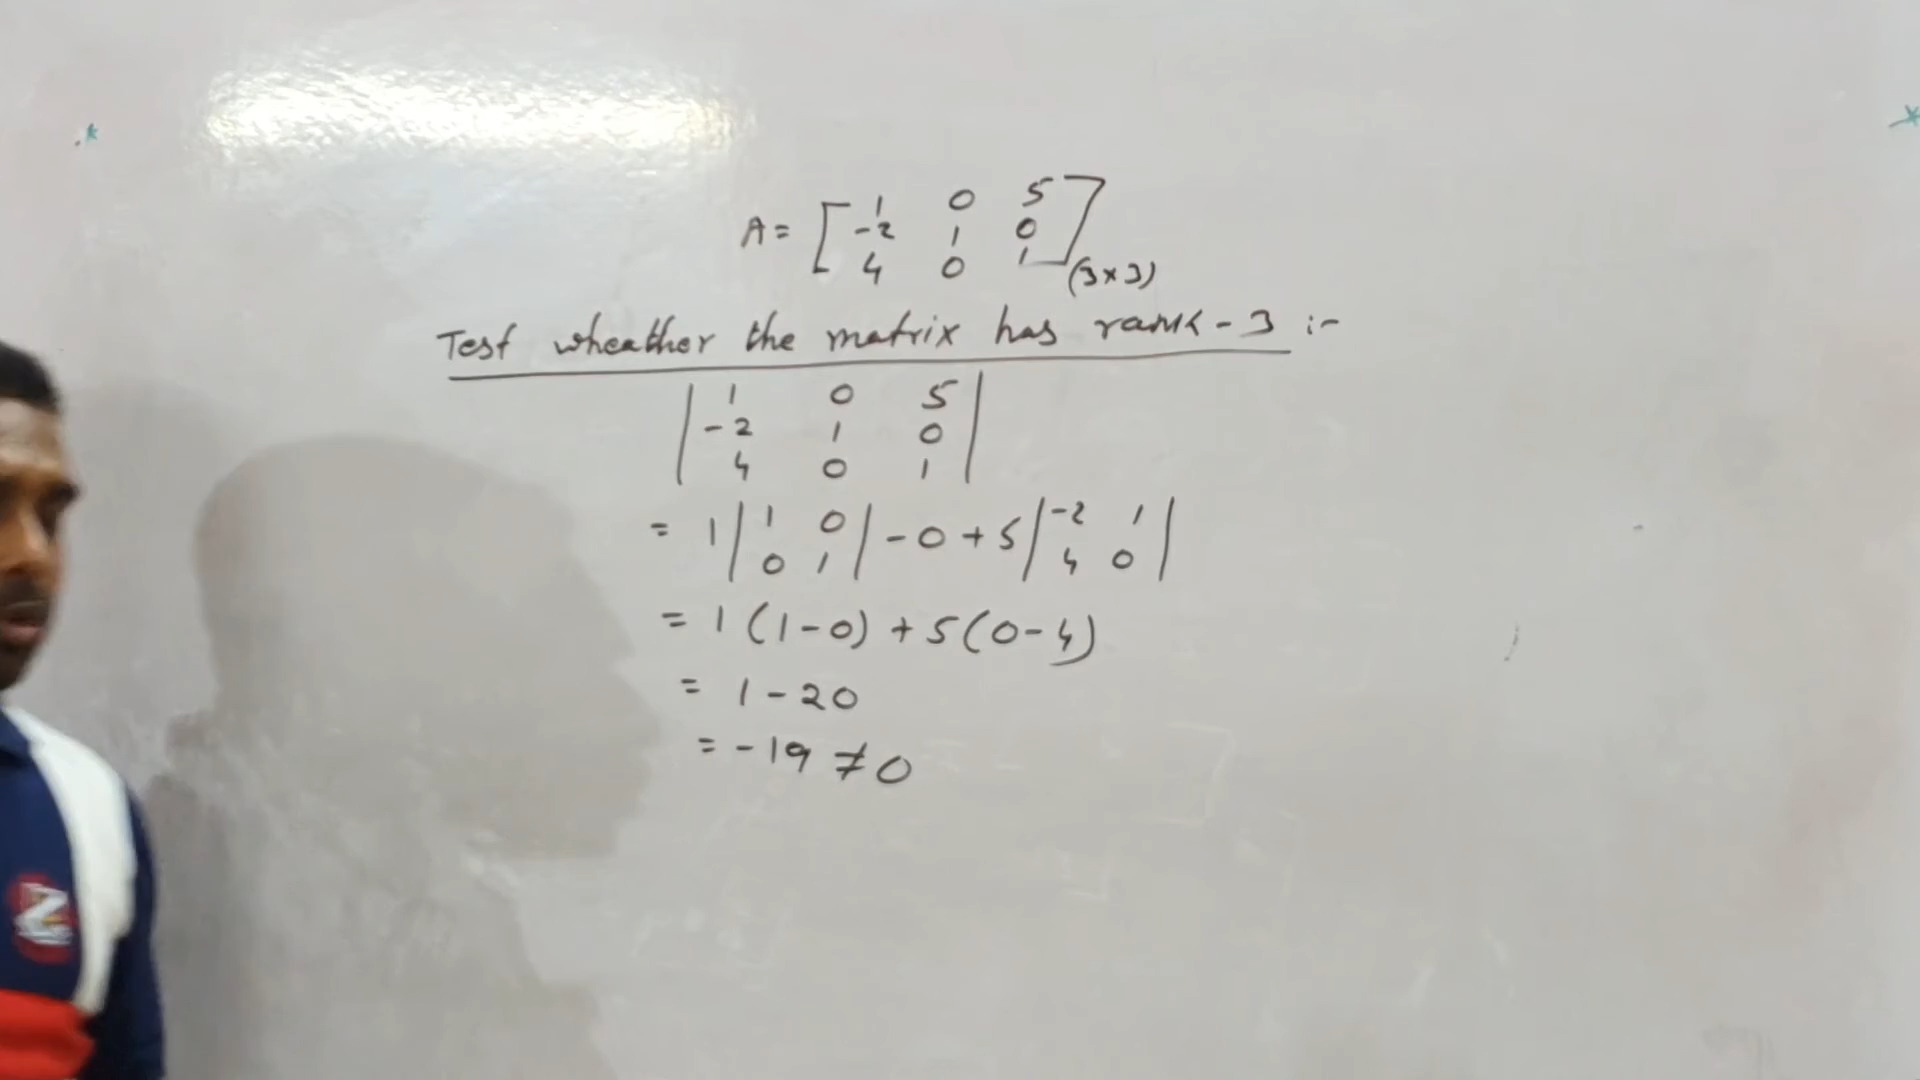 A = [ 1 0 5
-2 1 0
4 0 1 ] (3×3)
Test wheather the matrix has rank - 3 :-
| 1 0 5 |
| -2 1 0 |
| 4 0 1 |
= 1 | 1 0 | - 0 + 5 | -2 1 |
| 0 1 | | 4 0 |
= 1 (1-0) + 5 (0-4)
= 1 - 20
= -19 ≠ 0
Z